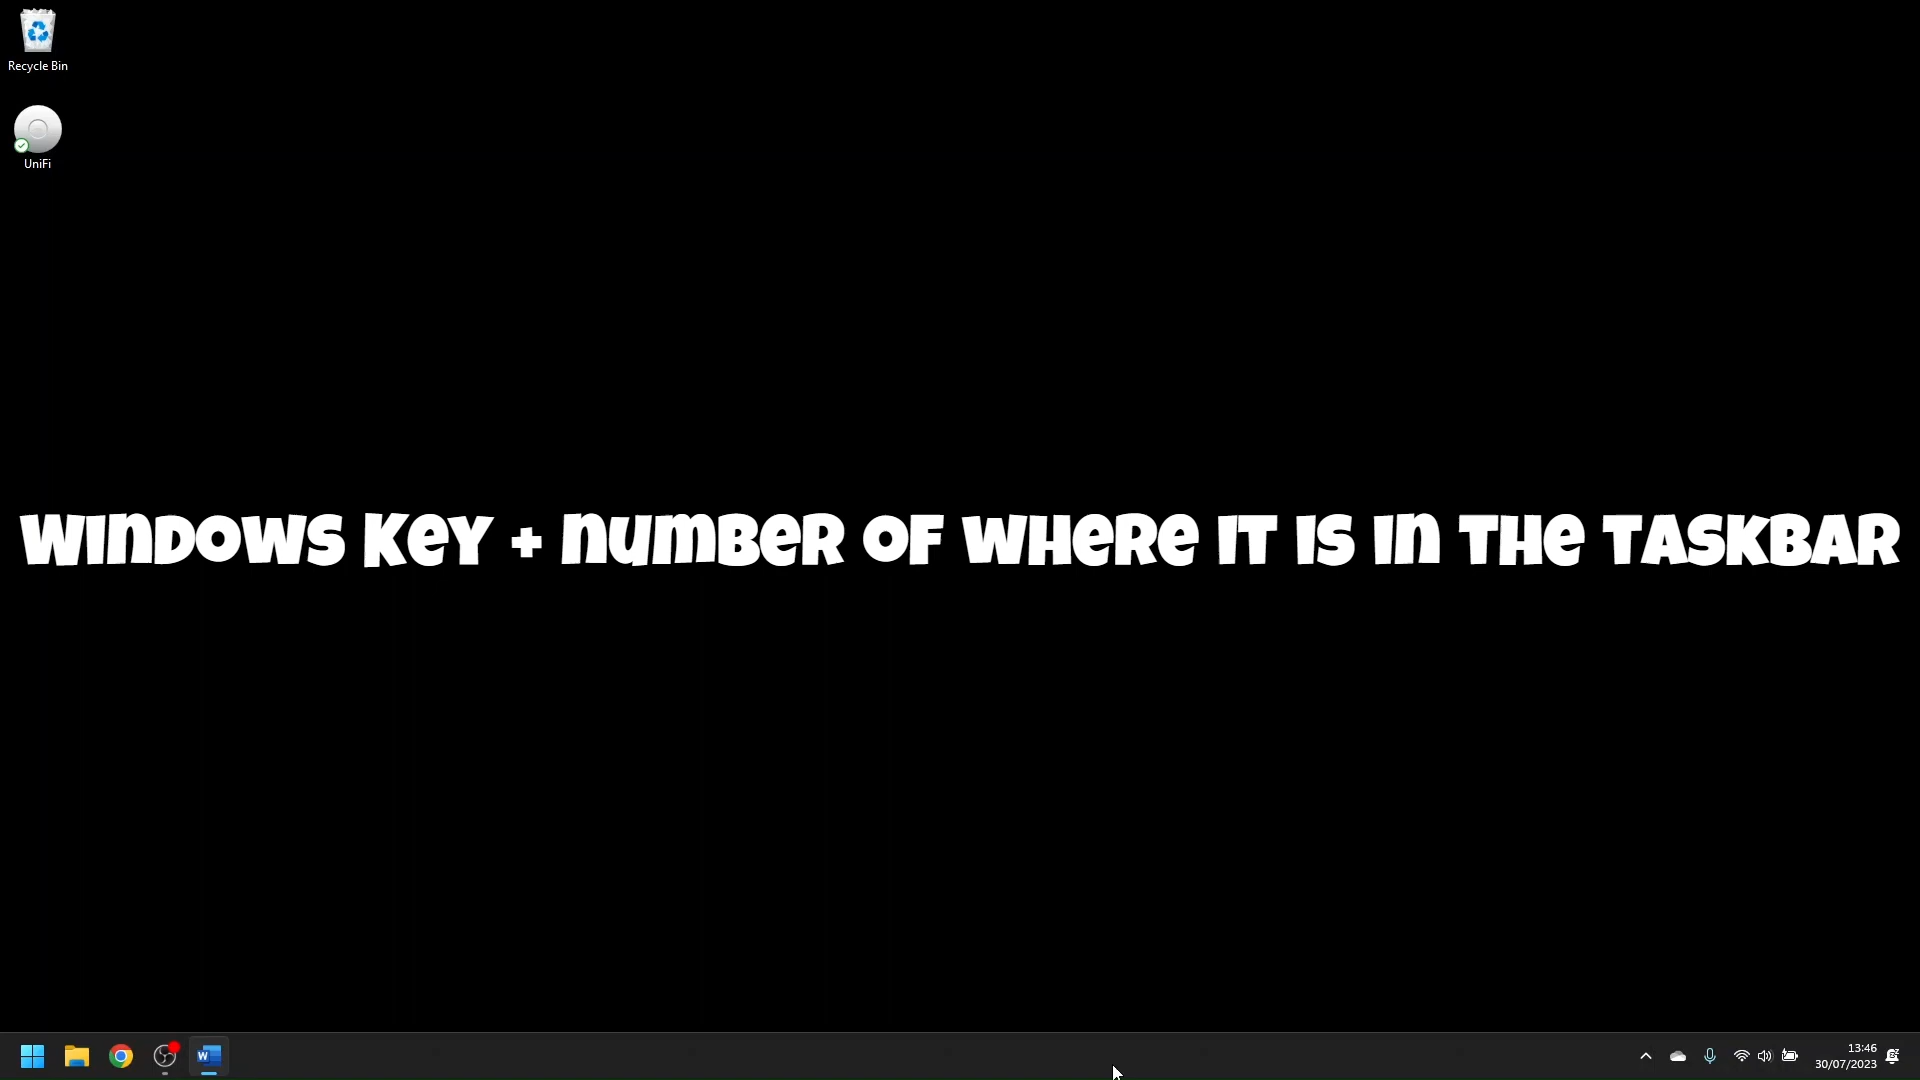 Recycle Bin
UniFi
WINDOWS KEY + NUMBER OF WHERE IT IS IN THE TASKBAR
W
13:46
30/07/2023